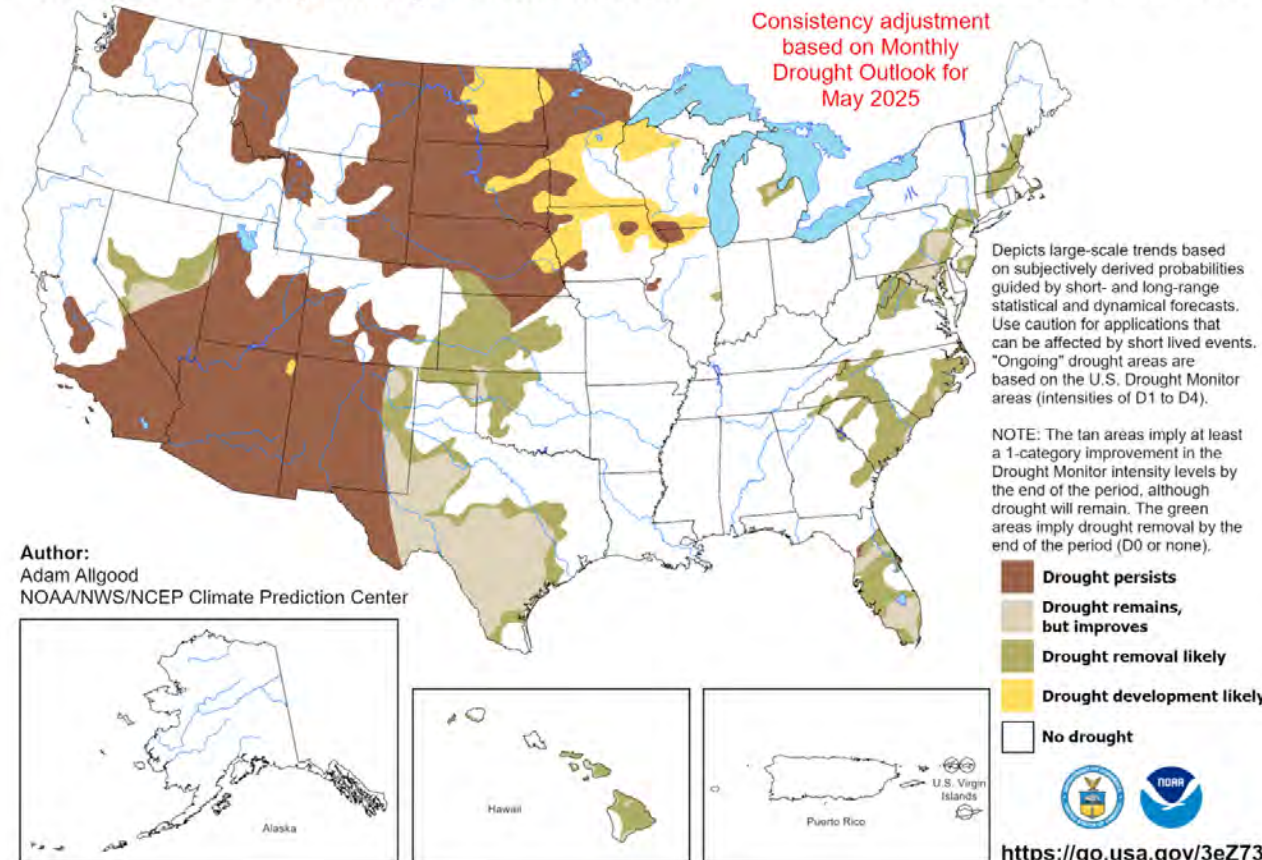 Consistency adjustment
based on Monthly
Drought Outlook for
May 2025
Depicts large-scale trends based
on subjectively derived probabilities
guided by short- and long-range
statistical and dynamical forecasts.
Use caution for applications that
can be affected by short lived events.
"Ongoing" drought areas are
based on the U.S. Drought Monitor
areas (intensities of D1 to D4).
NOTE: The tan areas imply at least
a 1-category improvement in the
Drought Monitor intensity levels by
the end of the period, although
drought will remain. The green
areas imply drought removal by the
end of the period (D0 or none).
Author:
Adam Allgood
NOAA/NWS/NCEP Climate Prediction Center
Drought persists
Drought remains,
but improves
Drought removal likely
Drought development likely
No drought
Alaska
Hawaii
Puerto Rico
U.S. Virgin
Islands
NOAA
https://go.usa.gov/3eZ73